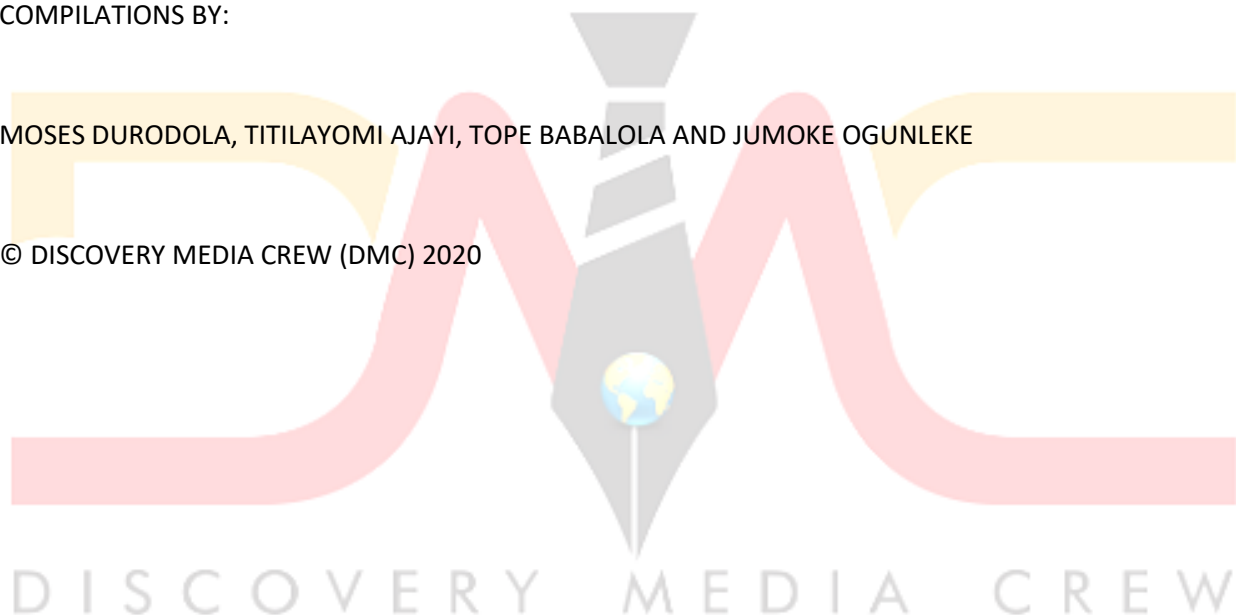 COMPILATIONS BY:
MOSES DURODOLA, TITILAYOMI AJAYI, TOPE BABALOLA AND JUMOKE OGUNLEKE
© DISCOVERY MEDIA CREW (DMC) 2020
DMC
DISCOVERY MEDIA CREW